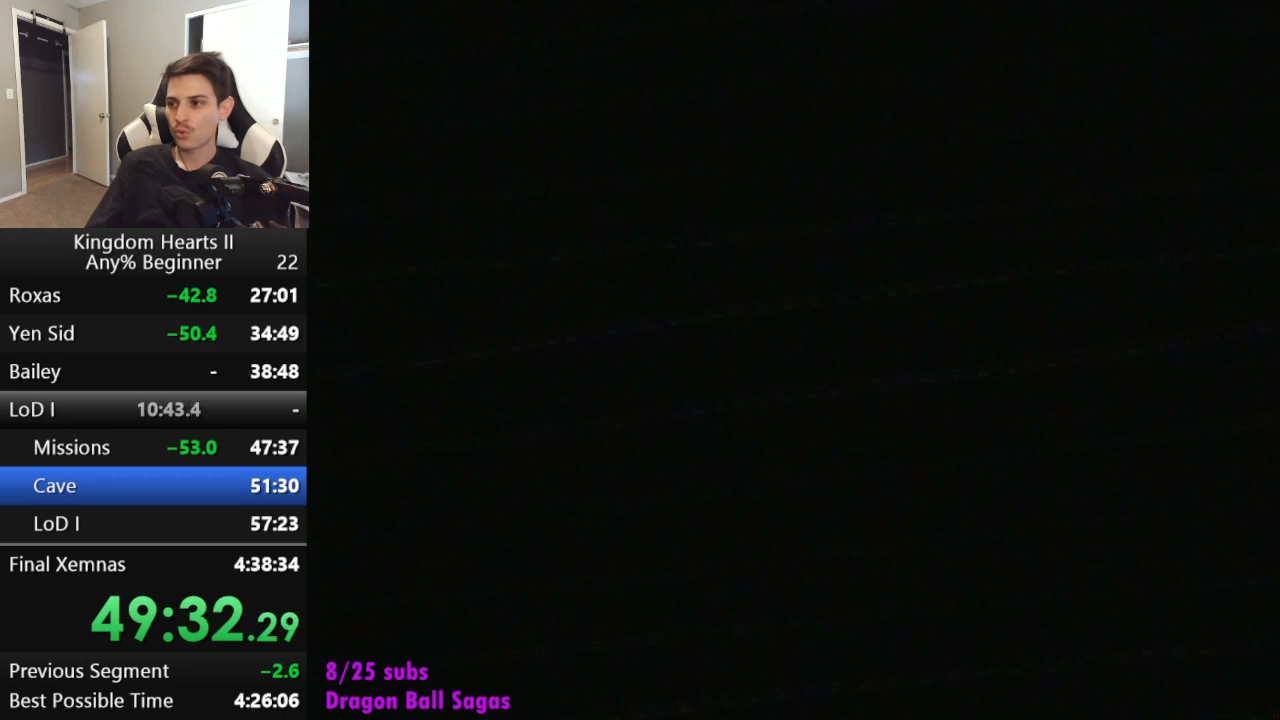 Kingdom Hearts II
Any% Beginner 22
Roxas -42.8 27:01
Yen Sid -50.4 34:49
Bailey - 38:48
LoD I 10:43.4 -
Missions -53.0 47:37
Cave 51:30
LoD I 57:23
Final Xemnas 4:38:34
49:32.29
Previous Segment -2.6
Best Possible Time 4:26:06
8/25 subs
Dragon Ball Sagas